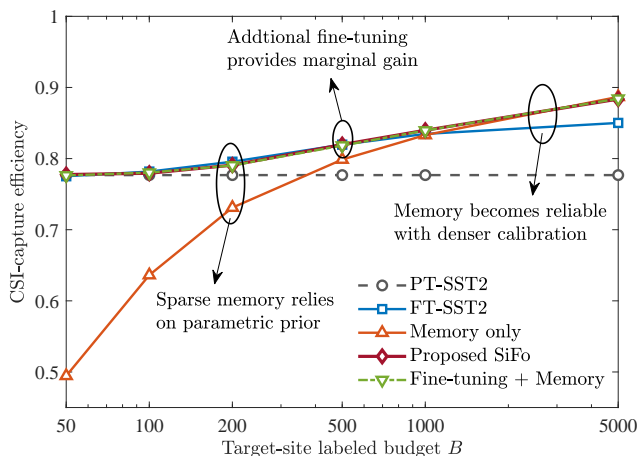 1
0.9
0.8
0.7
0.6
0.5
CSI-capture efficiency
Addtional fine-tuning
provides marginal gain
Memory becomes reliable
with denser calibration
Sparse memory relies
on parametric prior
PT-SST2
FT-SST2
Memory only
Proposed SiFo
Fine-tuning + Memory
50
100
200
500
1000
5000
Target-site labeled budget B